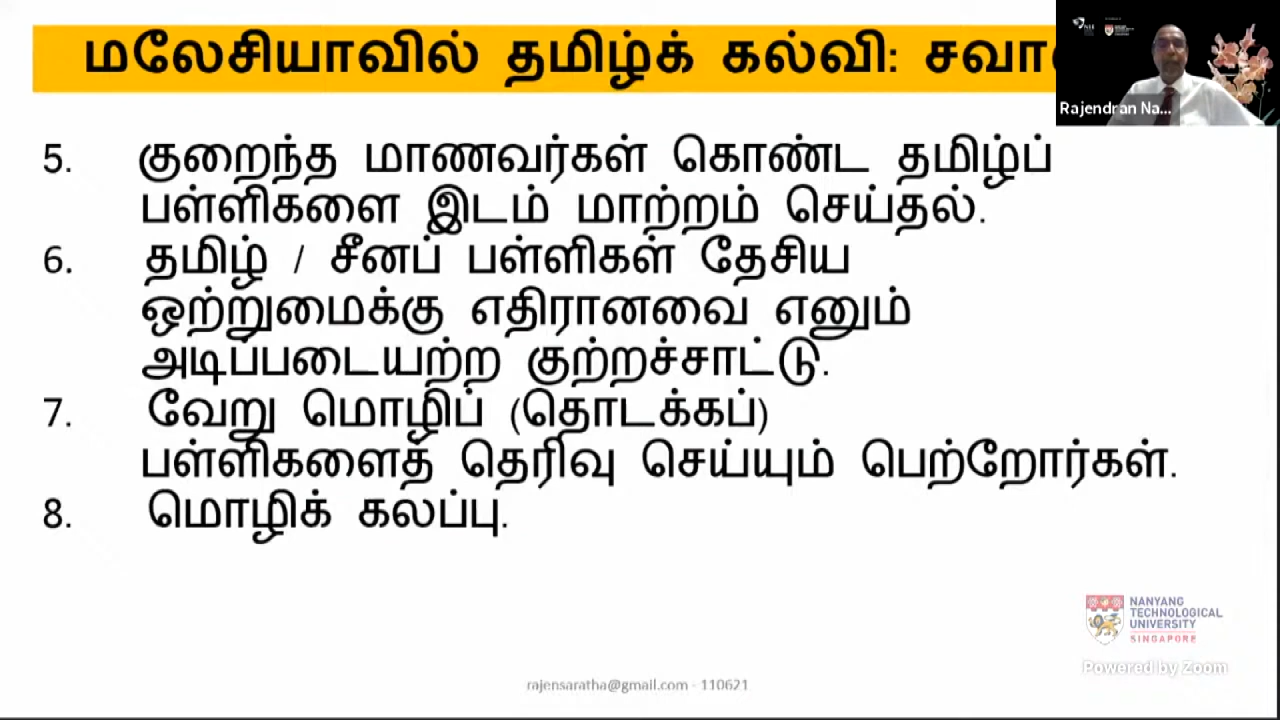 மலேசியாவில் தமிழ்க் கல்வி:
5. குறைந்த மாணவர்கள் கொண்ட தமிழ்ப்
பள்ளிகளை இடம் மாற்றம் செய்தல்.
6. தமிழ் / சீனப் பள்ளிகள் தேசிய
ஒற்றுமைக்கு எதிரானவை எனும்
அடிப்படையற்ற குற்றச்சாட்டு.
7. வேறு மொழிப் (தொடக்கப்)
பள்ளிகளைத் தெரிவு செய்யும் பெற்றோர்கள்.
8. மொழிக் கலப்பு.
Rajendran Na...
NANYANG
TECHNOLOGICAL
UNIVERSITY
SINGAPORE
Powered by Zoom
rajensaratha@gmail.com - 110621